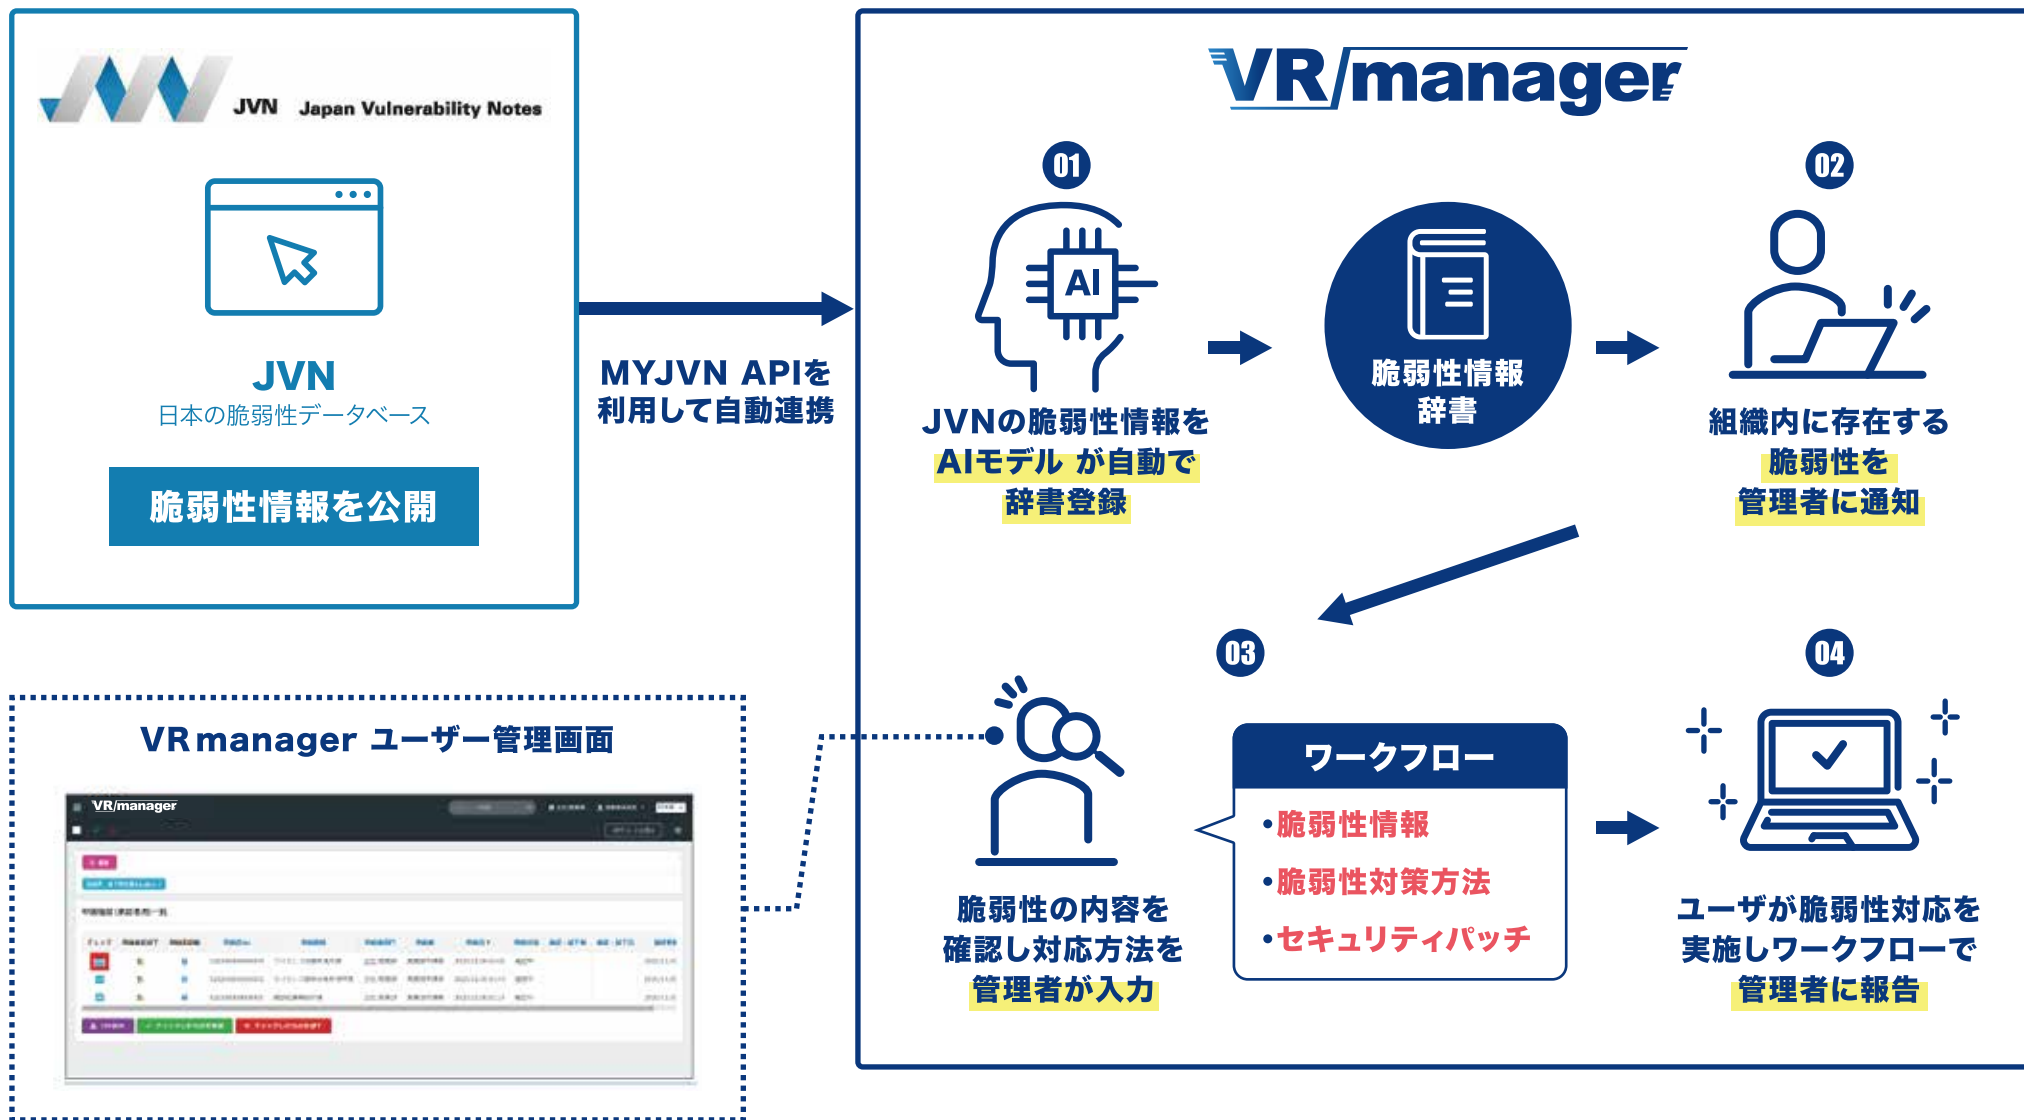 JVN Japan Vulnerability Notes
JVN
日本の脆弱性データベース
脆弱性情報を公開
MYJVN APIを
利用して自動連携
VR/manager
01
AI
JVNの脆弱性情報を
AIモデル が自動で
辞書登録
脆弱性情報
辞書
02
組織内に存在する
脆弱性を
管理者に通知
03
脆弱性の内容を
確認し対応方法を
管理者が入力
ワークフロー
・脆弱性情報
・脆弱性対策方法
・セキュリティパッチ
04
ユーザが脆弱性対応を
実施しワークフローで
管理者に報告
VRmanager ユーザー管理画面
VR/manager